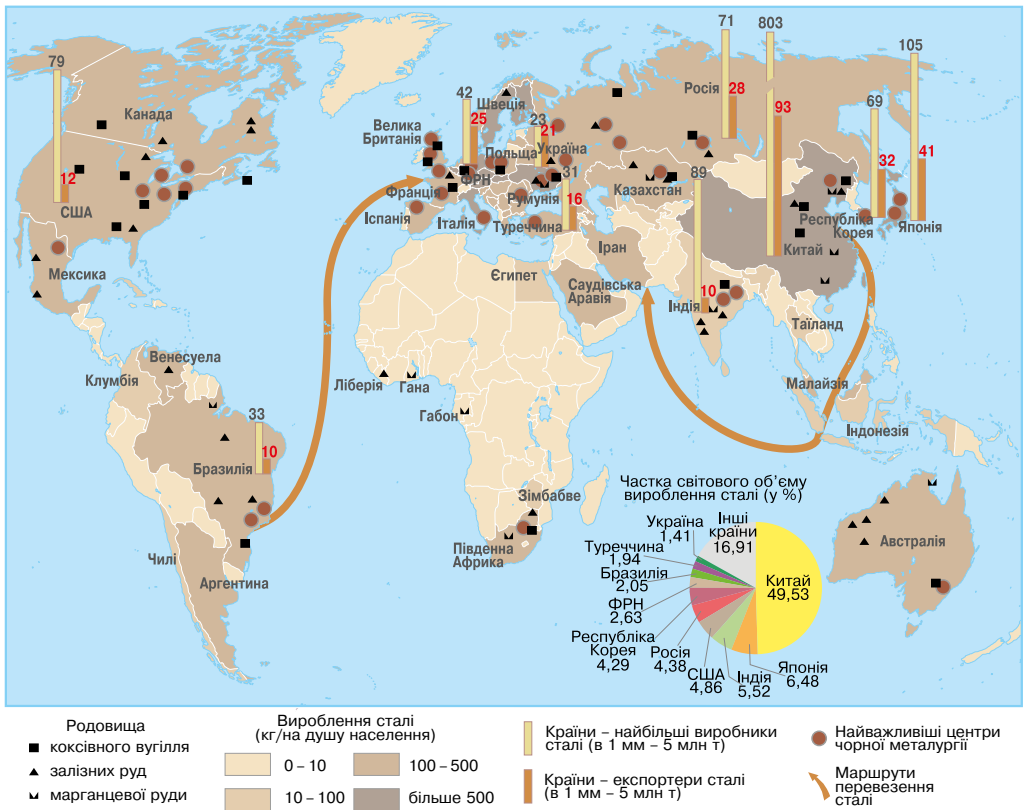 79
12
США
Канада
Мексика
Венесуела
Клумбія
33
10
Бразилія
Чилі
Аргентина
Велика
Британія
42
25
Швеція
23
21
Україна
Польща
ФРН
31
16
Франція
Румунія
Іспанія
Італія
Туреччина
Казахстан
71
28
Росія
803
93
Китай
105
41
Японія
69
32
Республіка
Корея
89
10
Індія
Іран
Єгипет
Саудівська
Аравія
Таїланд
Малайзія
Індонезія
Ліберія
Гана
Габон
Зімбабве
Південна
Африка
Австралія
Частка світового об’єму
вироблення сталі (у %)
Україна
1,41
Інші
країни
16,91
Туреччина
1,94
Бразилія
2,05
ФРН
2,63
Республіка
Корея
4,29
Росія
4,38
США
4,86
Індія
5,52
Японія
6,48
Китай
49,53
Родовища
коксівного вугілля
залізних руд
марганцевої руди
Вироблення сталі
(кг/на душу населення)
0 – 10
10 – 100
100 – 500
більше 500
Країни – найбільші виробники
сталі (в 1 мм – 5 млн т)
Країни – експортери сталі
(в 1 мм – 5 млн т)
Найважливіші центри
чорної металургії
Маршрути
перевезення
сталі